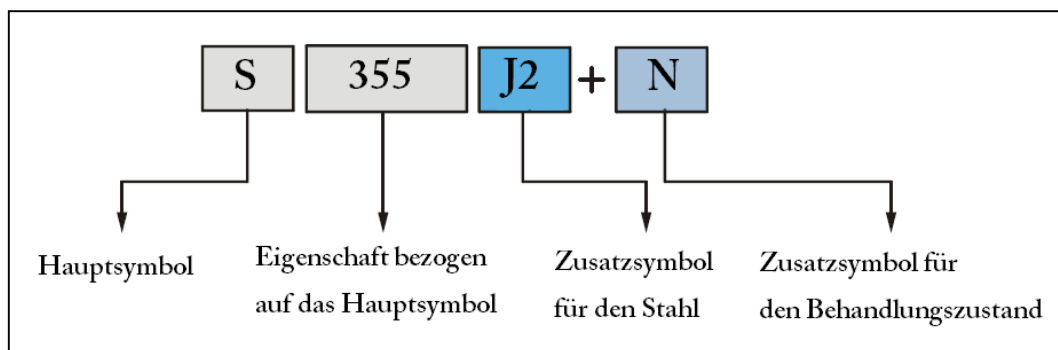 S 355 J2 + N
Hauptsymbol
Eigenschaft bezogen
auf das Hauptsymbol
Zusatzsymbol
für den Stahl
Zusatzsymbol für
den Behandlungszustand